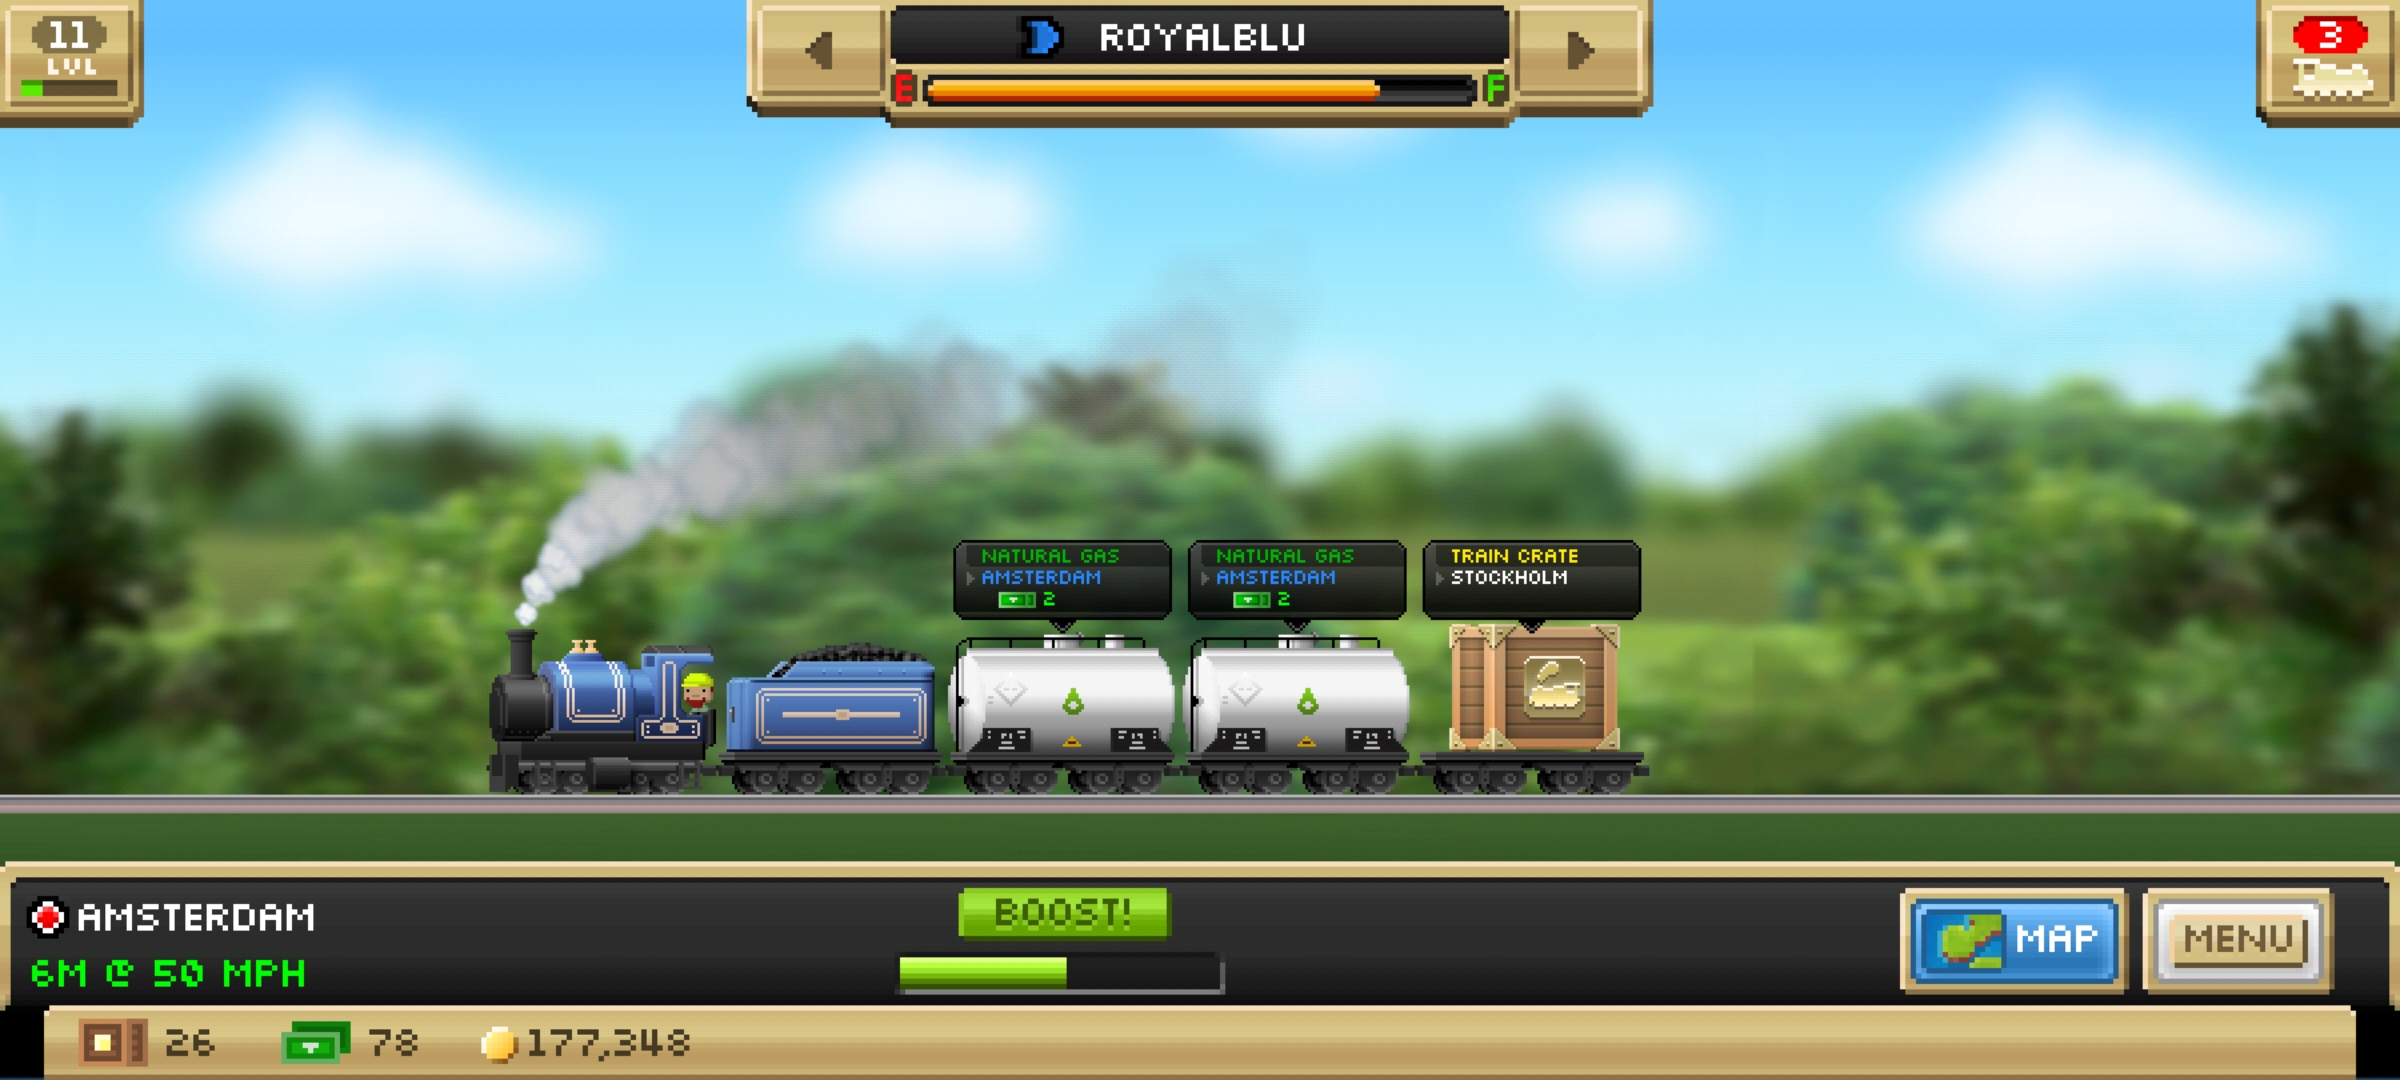 11
LVL
ROYALBLU
E
F
3
NATURAL GAS
AMSTERDAM
2
NATURAL GAS
AMSTERDAM
2
TRAIN CRATE
STOCKHOLM
AMSTERDAM
6M @ 50 MPH
BOOST!
MAP
MENU
26
78
177,348